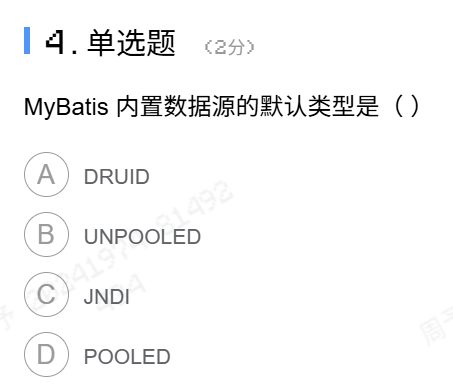 4. 单选题 （2分）
MyBatis 内置数据源的默认类型是（ ）
A DRUID
B UNPOOLED
C JNDI
D POOLED